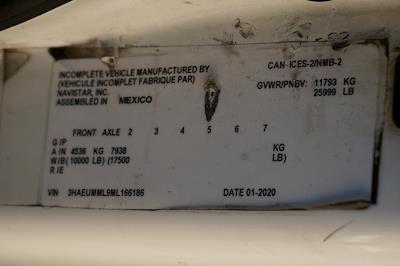 INCOMPLETE VEHICLE MANUFACTURED BY
(VEHICULE INCOMPLET FABRIQUE PAR)
NAVISTAR, INC.
ASSEMBLED IN MEXICO
CAN-ICES-2/NMB-2
GVWR/PNBV: 11793 KG
25999 LB
FRONT AXLE 2 3 4 5 6 7
G/P
A/N 4536 KG 7938 KG
W/B (10000 LB) (17500 LB)
R/E
VIN 3HAEUMML9ML166186 DATE 01-2020